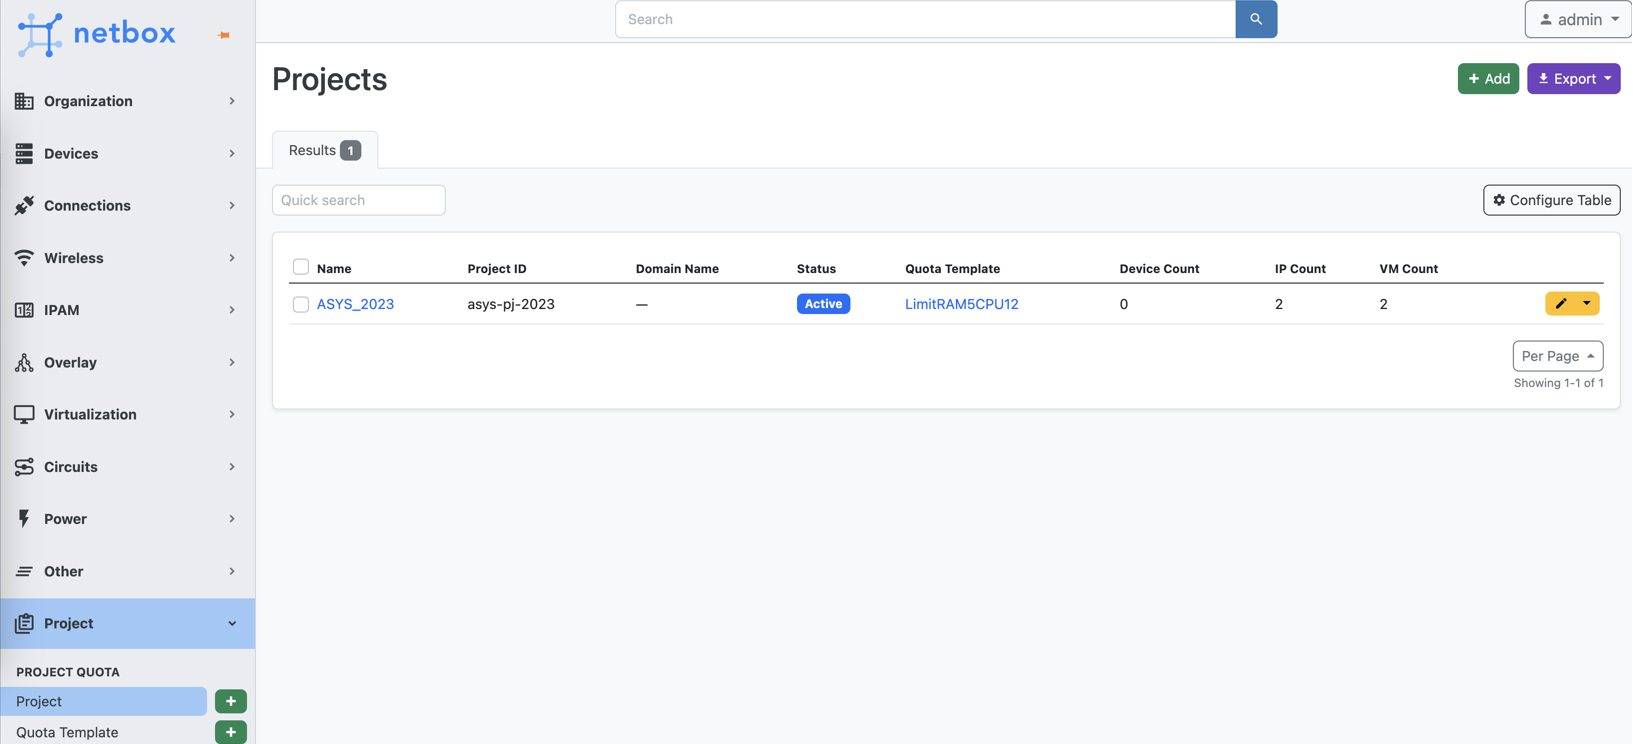 netbox
Search
admin
Organization
Devices
Connections
Wireless
IPAM
Overlay
Virtualization
Circuits
Power
Other
Project
PROJECT QUOTA
Project
Quota Template
Projects
+ Add
Export
Results 1
Quick search
Configure Table
Name Project ID Domain Name Status Quota Template Device Count IP Count VM Count
ASYS_2023 asys-pj-2023 — Active LimitRAM5CPU12 0 2 2
Per Page
Showing 1-1 of 1